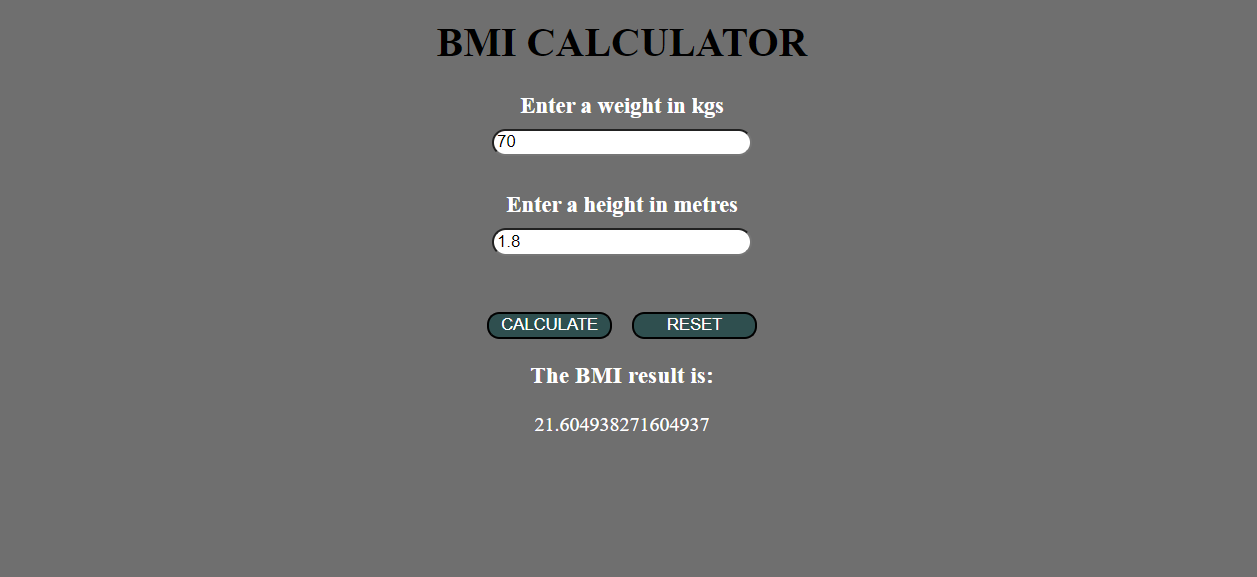 BMI CALCULATOR
Enter a weight in kgs
70
Enter a height in metres
1.8
CALCULATE RESET
The BMI result is:
21.604938271604937